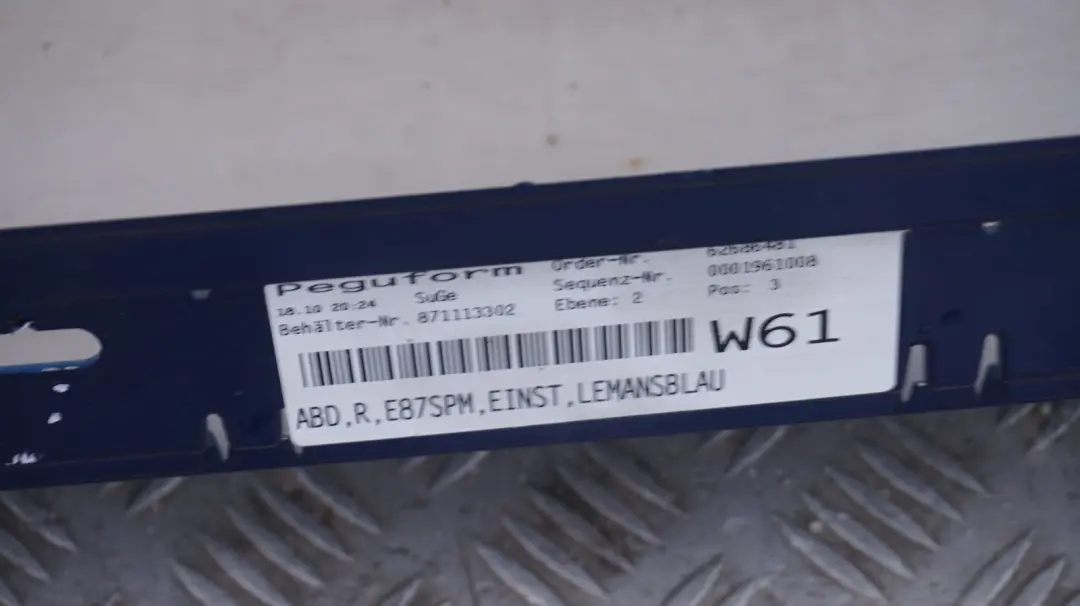 Peguform
18.10 20:24 SuGe
Behälter-Nr. 871113302
Order-Nr.
Sequenz-Nr. 0001961008
Ebene: 2 Pos: 3
W61
ABD,R,E87SPM,EINST,LEMANSBLAU